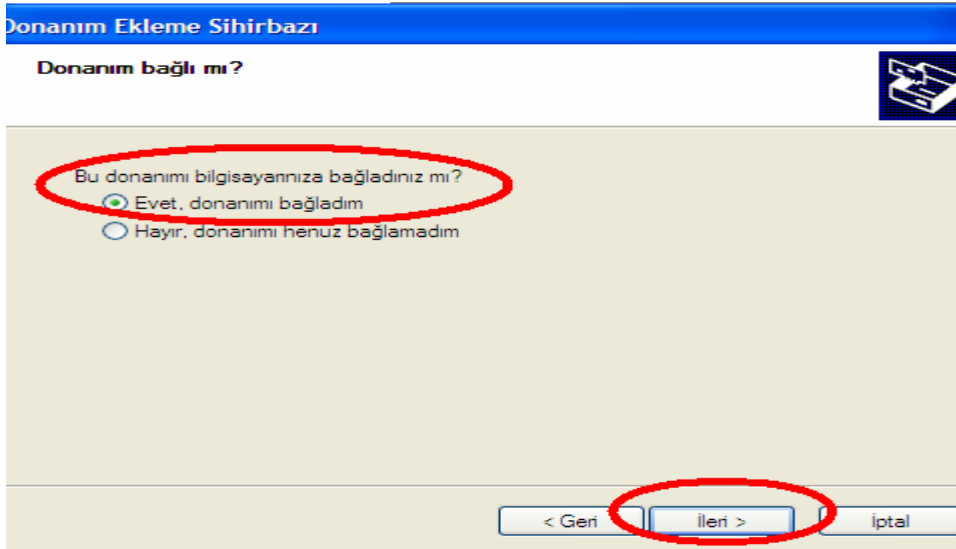 Donanım Ekleme Sihirbazı
Donanım bağlı mı?
Bu donanımı bilgisayarınıza bağladınız mı?
Evet, donanımı bağladım
Hayır, donanımı henuz bağlamadım
< Geri İleri > İptal